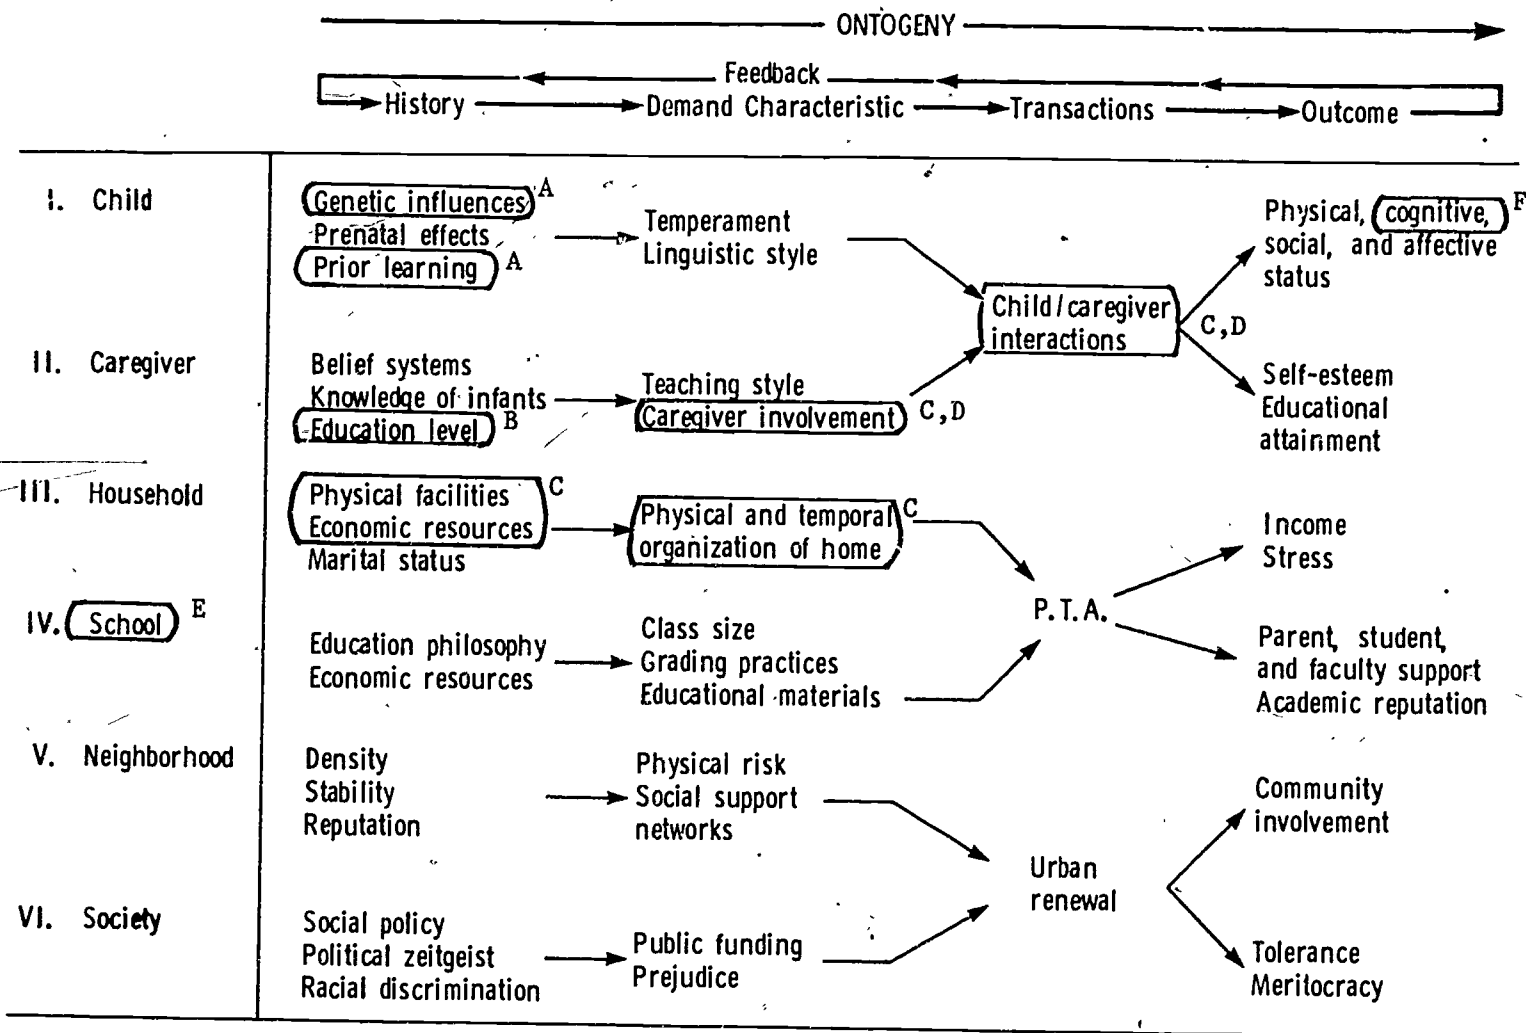 ONTOGENY
Feedback
History Demand Characteristic Transactions Outcome
I. Child
Genetic influences A
Prenatal effects
Prior learning A
Temperament
Linguistic style
Child/caregiver
interactions
C,D
Physical, cognitive, F
social, and affective
status
II. Caregiver
Belief systems
Knowledge of infants
Education level B
Teaching style
Caregiver involvement C,D
Self-esteem
Educational
attainment
III. Household
Physical facilities C
Economic resources
Marital status
Physical and temporal C
organization of home
P.T.A.
Income
Stress
IV. School E
Education philosophy
Economic resources
Class size
Grading practices
Educational materials
Parent, student,
and faculty support
Academic reputation
V. Neighborhood
Density
Stability
Reputation
Physical risk
Social support
networks
Urban
renewal
Community
involvement
VI. Society
Social policy
Political zeitgeist
Racial discrimination
Public funding
Prejudice
Tolerance
Meritocracy